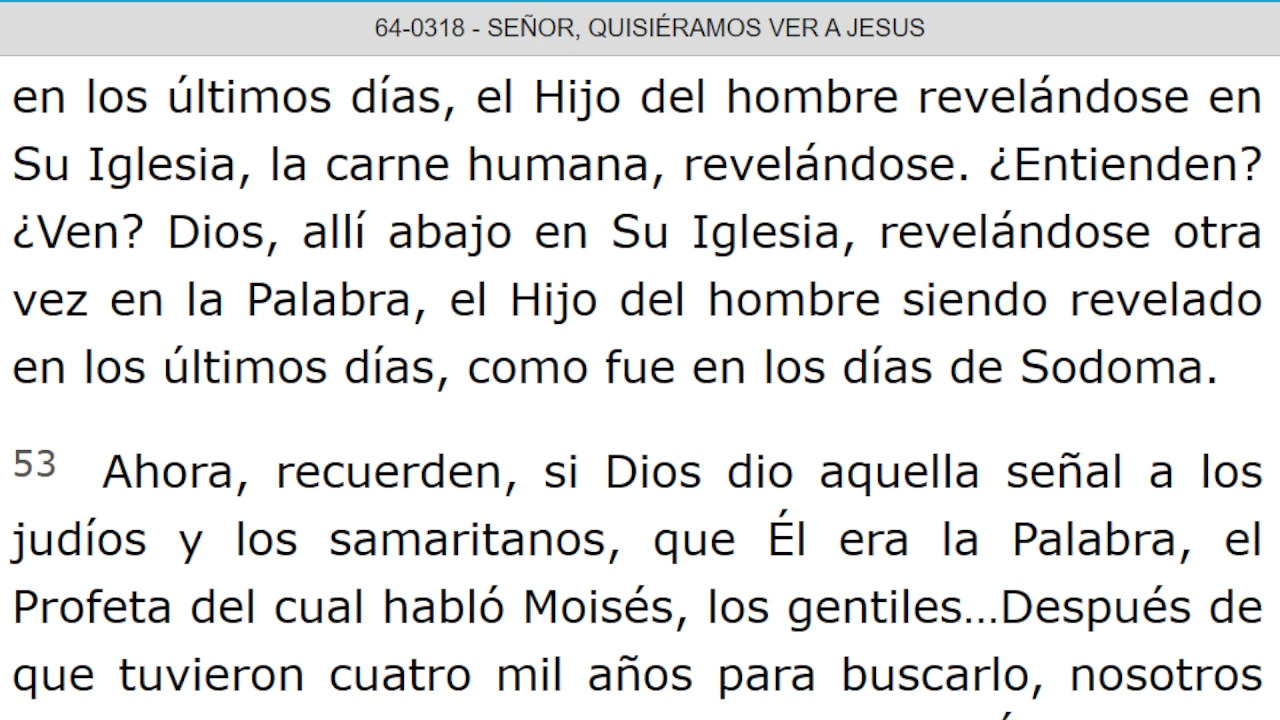 64-0318 - SEÑOR, QUISIÉRAMOS VER A JESUS
en los últimos días, el Hijo del hombre revelándose en
Su Iglesia, la carne humana, revelándose. ¿Entienden?
¿Ven? Dios, allí abajo en Su Iglesia, revelándose otra
vez en la Palabra, el Hijo del hombre siendo revelado
en los últimos días, como fue en los días de Sodoma.
53 Ahora, recuerden, si Dios dio aquella señal a los
judíos y los samaritanos, que Él era la Palabra, el
Profeta del cual habló Moisés, los gentiles...Después de
que tuvieron cuatro mil años para buscarlo, nosotros